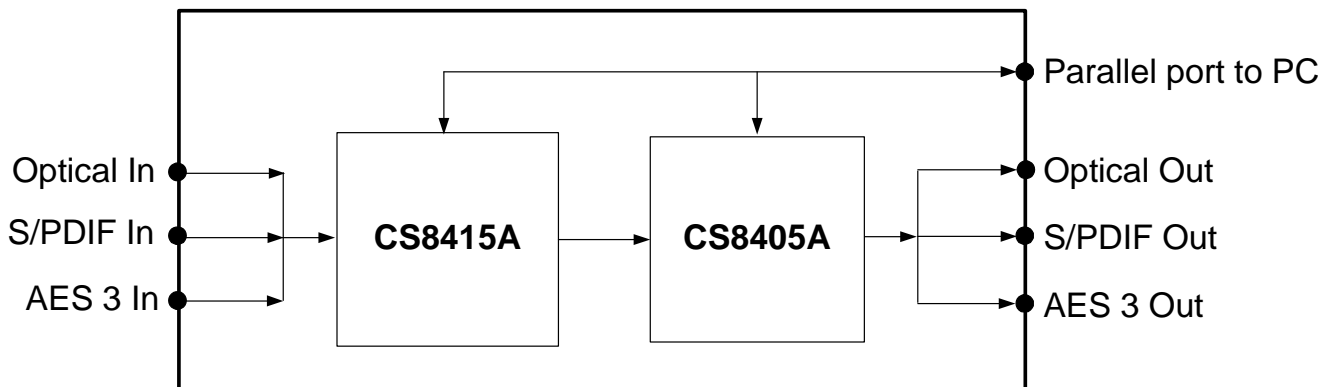 Parallel port to PC
Optical In
S/PDIF In
AES 3 In
CS8415A
CS8405A
Optical Out
S/PDIF Out
AES 3 Out